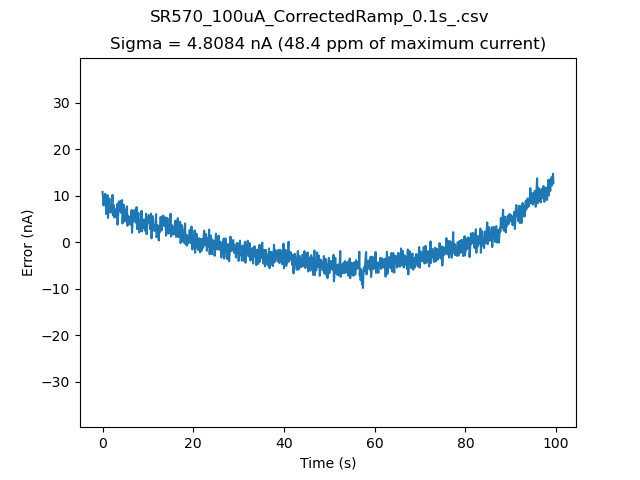 SR570_100uA_CorrectedRamp_0.1s_.csv
Sigma = 4.8084 nA (48.4 ppm of maximum current)
30
20
10
0
−10
−20
−30
Error (nA)
0 20 40 60 80 100
Time (s)